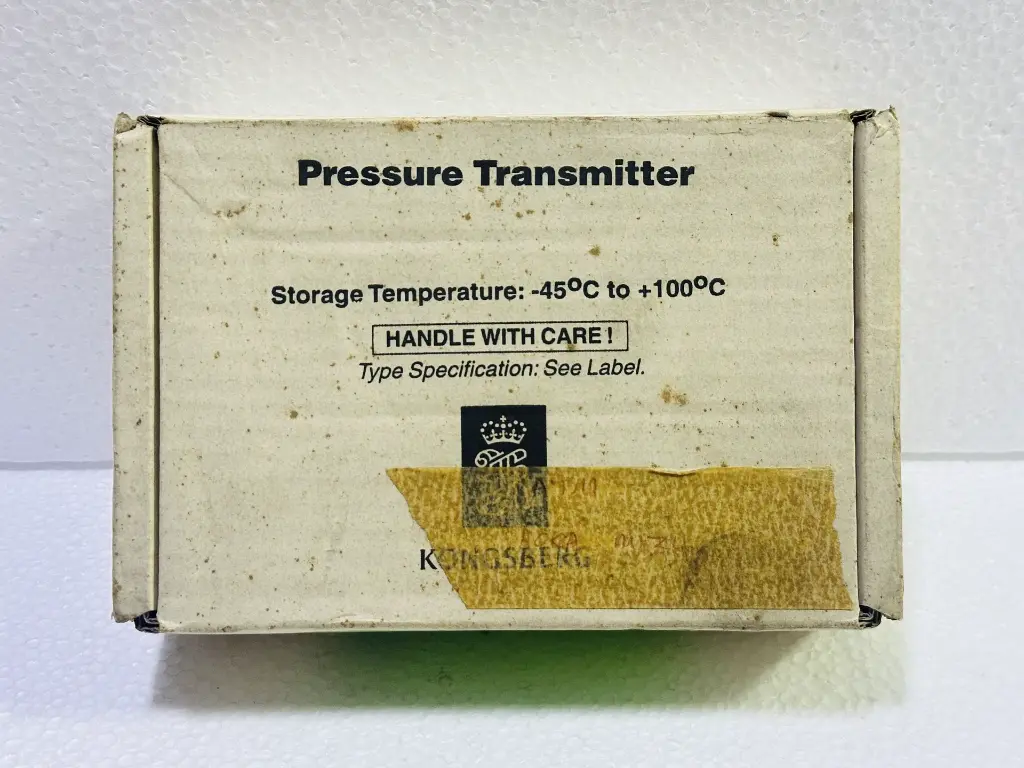 Pressure Transmitter
Storage Temperature: -45°C to +100°C
HANDLE WITH CARE!
Type Specification: See Label.
KONGSBERG